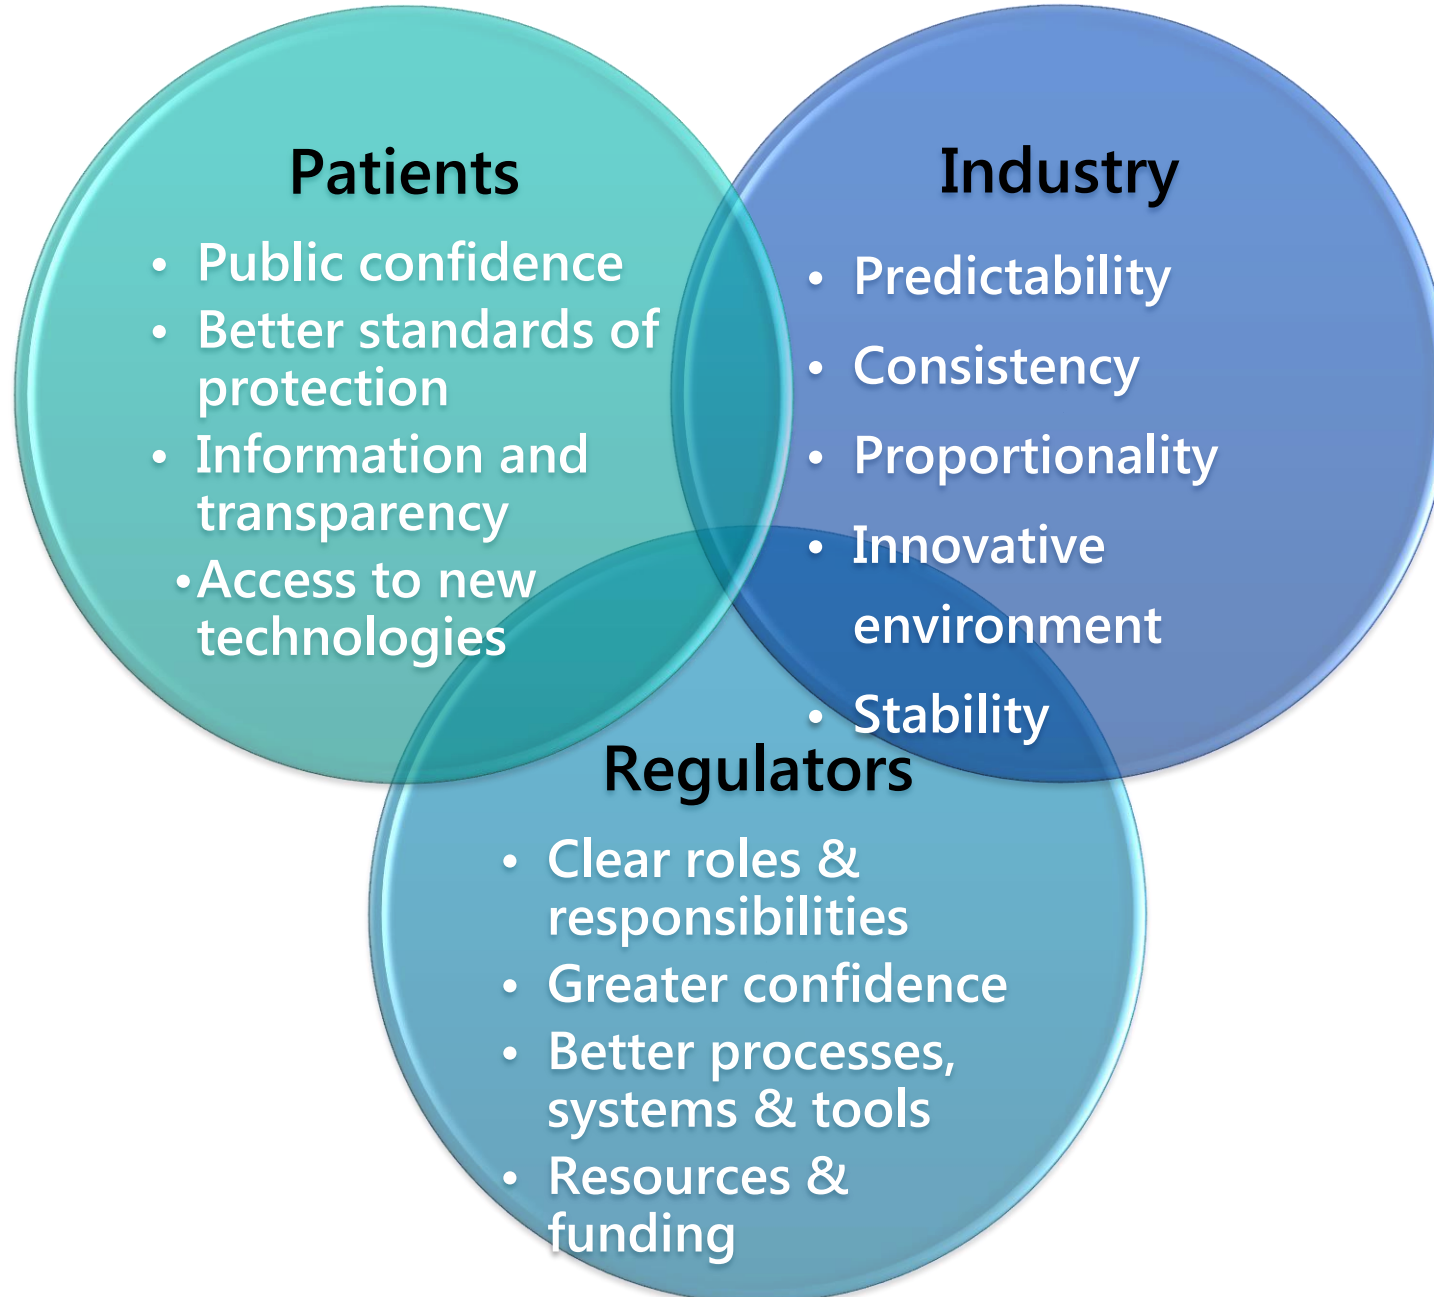 Patients
• Public confidence
• Better standards of
protection
• Information and
transparency
•Access to new
technologies
Industry
• Predictability
• Consistency
• Proportionality
• Innovative
environment
• Stability
Regulators
• Clear roles &
responsibilities
• Greater confidence
• Better processes,
systems & tools
• Resources &
funding